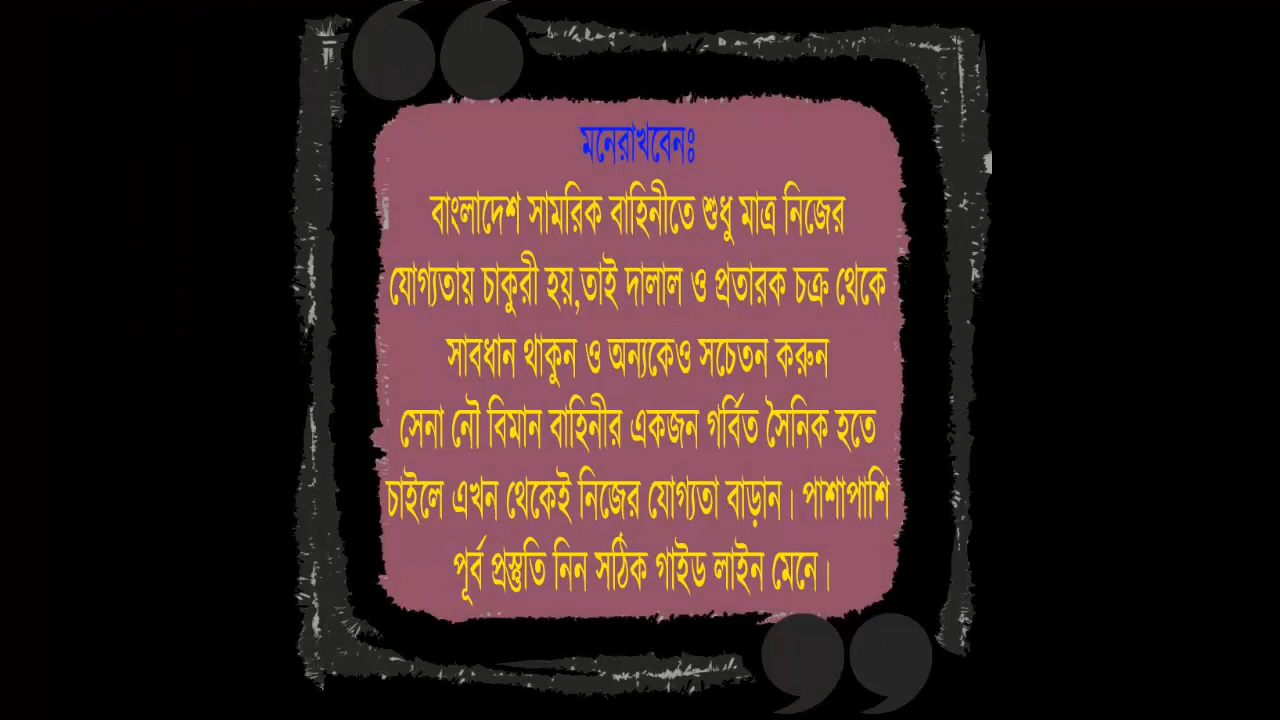 মনেরাখবেনঃ
বাংলাদেশ সামরিক বাহিনীতে শুধু মাত্র নিজের
যোগ্যতায় চাকুরী হয়,তাই দালাল ও প্রতারক চক্র থেকে
সাবধান থাকুন ও অন্যকেও সচেতন করুন
সেনা নৌ বিমান বাহিনীর একজন গর্বিত সৈনিক হতে
চাইলে এখন থেকেই নিজের যোগ্যতা বাড়ান। পাশাপাশি
পূর্ব প্রস্তুতি নিন সঠিক গাইড লাইন মেনে।